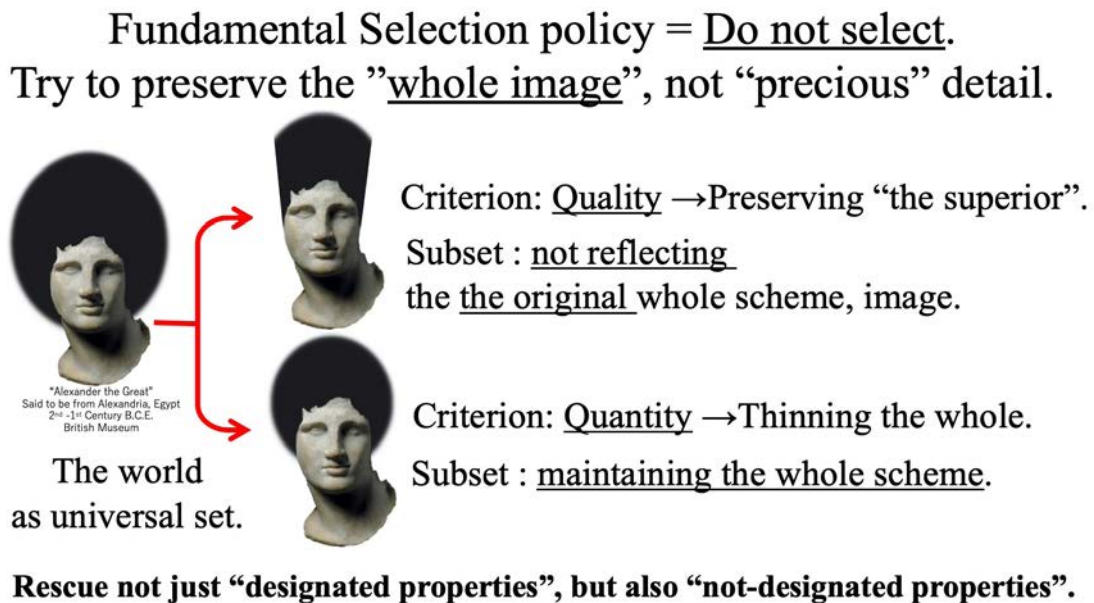 Fundamental Selection policy = Do not select.
Try to preserve the ”whole image”, not “precious” detail.
Criterion: Quality →Preserving “the superior”.
Subset : not reflecting
the the original whole scheme, image.
“Alexander the Great”
Said to be from Alexandria, Egypt
2nd -1st Century B.C.E.
British Museum
The world
as universal set.
Criterion: Quantity →Thinning the whole.
Subset : maintaining the whole scheme.
Rescue not just “designated properties”, but also “not-designated properties”.